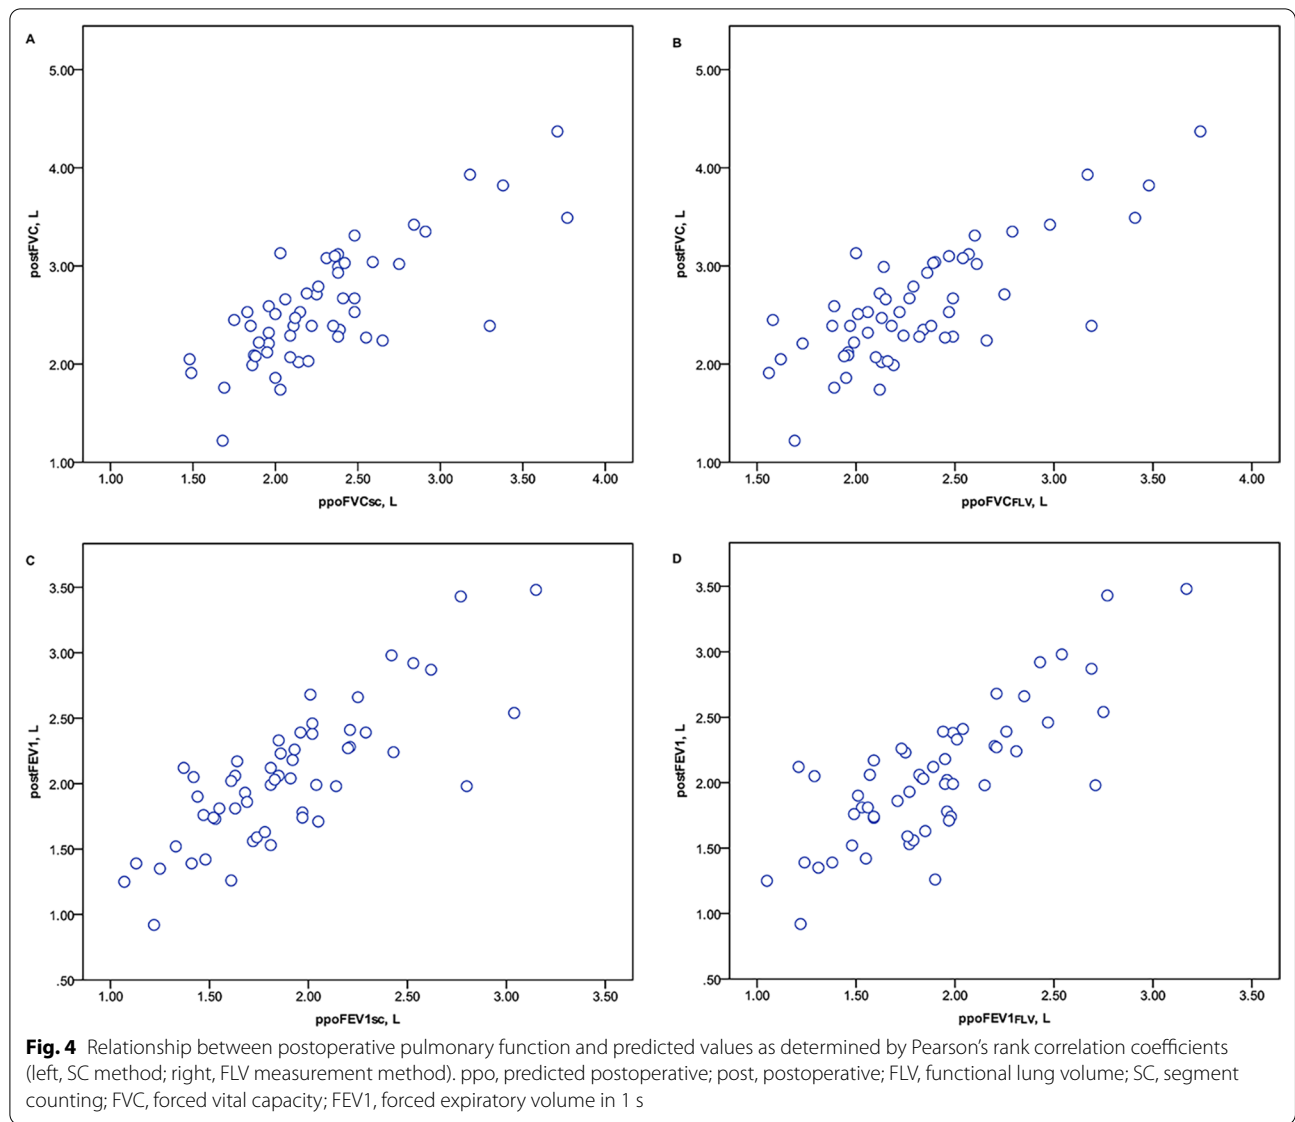 A
5.00
4.00
3.00
2.00
1.00
postFVC, L
1.00 1.50 2.00 2.50 3.00 3.50 4.00
ppoFVCSC, L
B
5.00
4.00
3.00
2.00
1.00
postFVC, L
1.50 2.00 2.50 3.00 3.50 4.00
ppoFVCFLV, L
C
3.50
3.00
2.50
2.00
1.50
1.00
.50
postFEV1, L
1.00 1.50 2.00 2.50 3.00 3.50
ppoFEV1SC, L
D
3.50
3.00
2.50
2.00
1.50
1.00
.50
postFEV1, L
1.00 1.50 2.00 2.50 3.00 3.50
ppoFEV1FLV, L
Fig. 4 Relationship between postoperative pulmonary function and predicted values as determined by Pearson's rank correlation coefficients
(left, SC method; right, FLV measurement method). ppo, predicted postoperative; post, postoperative; FLV, functional lung volume; SC, segment
counting; FVC, forced vital capacity; FEV1, forced expiratory volume in 1 s